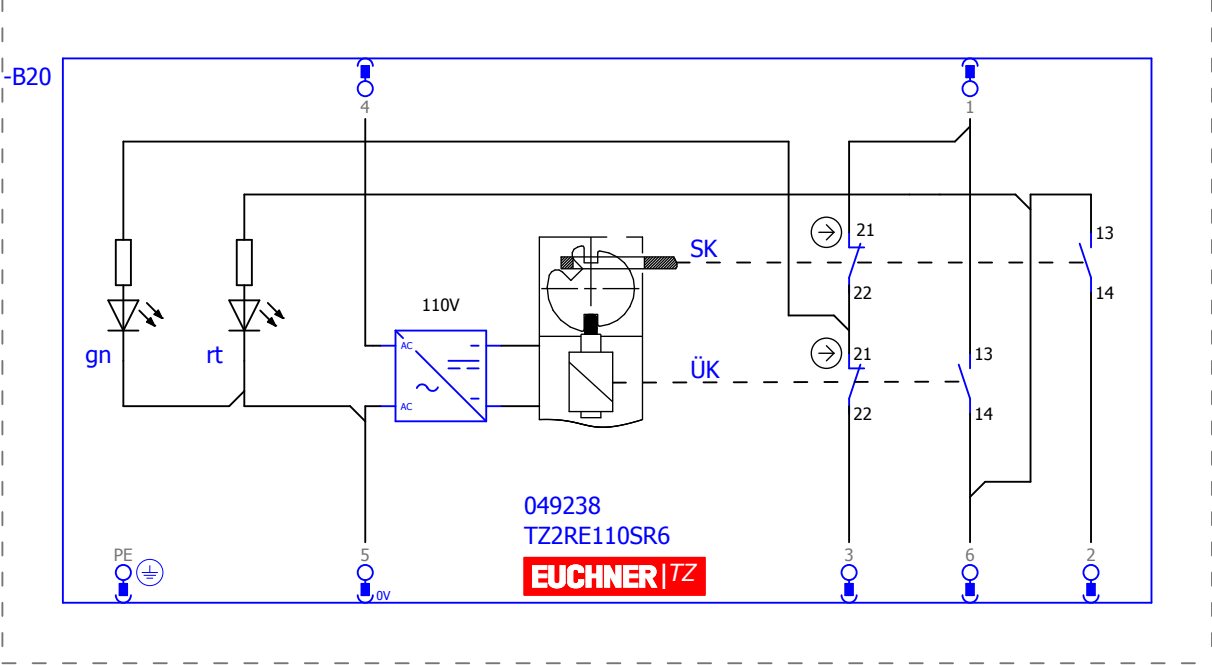 -B20
4
1
SK
21
22
13
14
110V
gn
rt
AC
AC
ÜK
21
22
13
14
049238
TZ2RE110SR6
EUCHNER|TZ
PE
5
0V
3
6
2